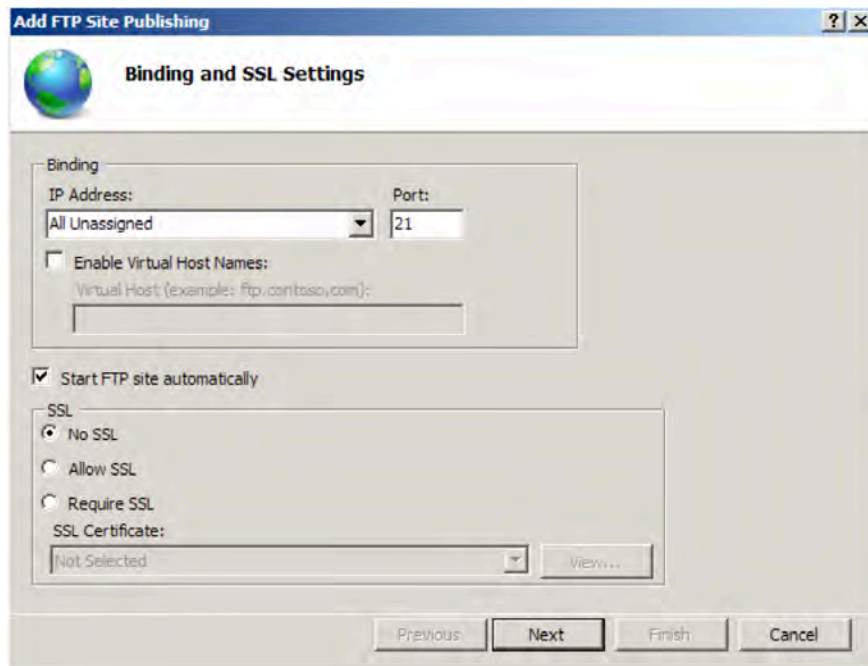 Add FTP Site Publishing
Binding and SSL Settings
Binding
IP Address: Port:
All Unassigned 21
Enable Virtual Host Names:
Virtual Host (example: ftp.contoso.com):
Start FTP site automatically
SSL
No SSL
Allow SSL
Require SSL
SSL Certificate:
Not Selected View...
Previous Next Finish Cancel